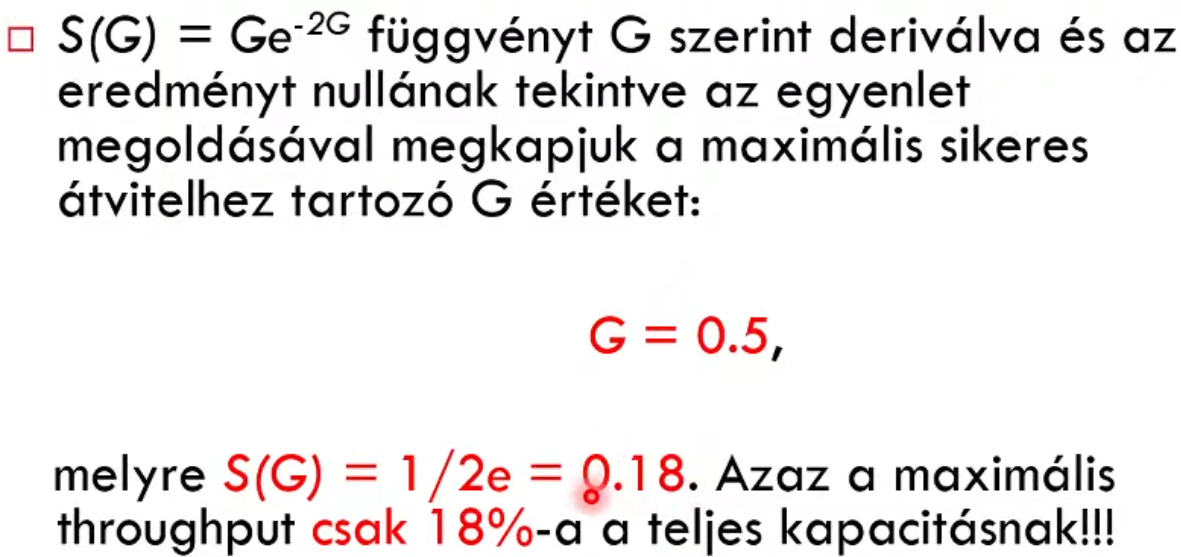 S(G) = Ge⁻²ᴳ függvényt G szerint deriválva és az
eredményt nullának tekintve az egyenlet
megoldásával megkapjuk a maximális sikeres
átvitelhez tartozó G értéket:
G = 0.5,
melyre S(G) = 1/2e = 0.18. Azaz a maximális
throughput csak 18%-a a teljes kapacitásnak!!!